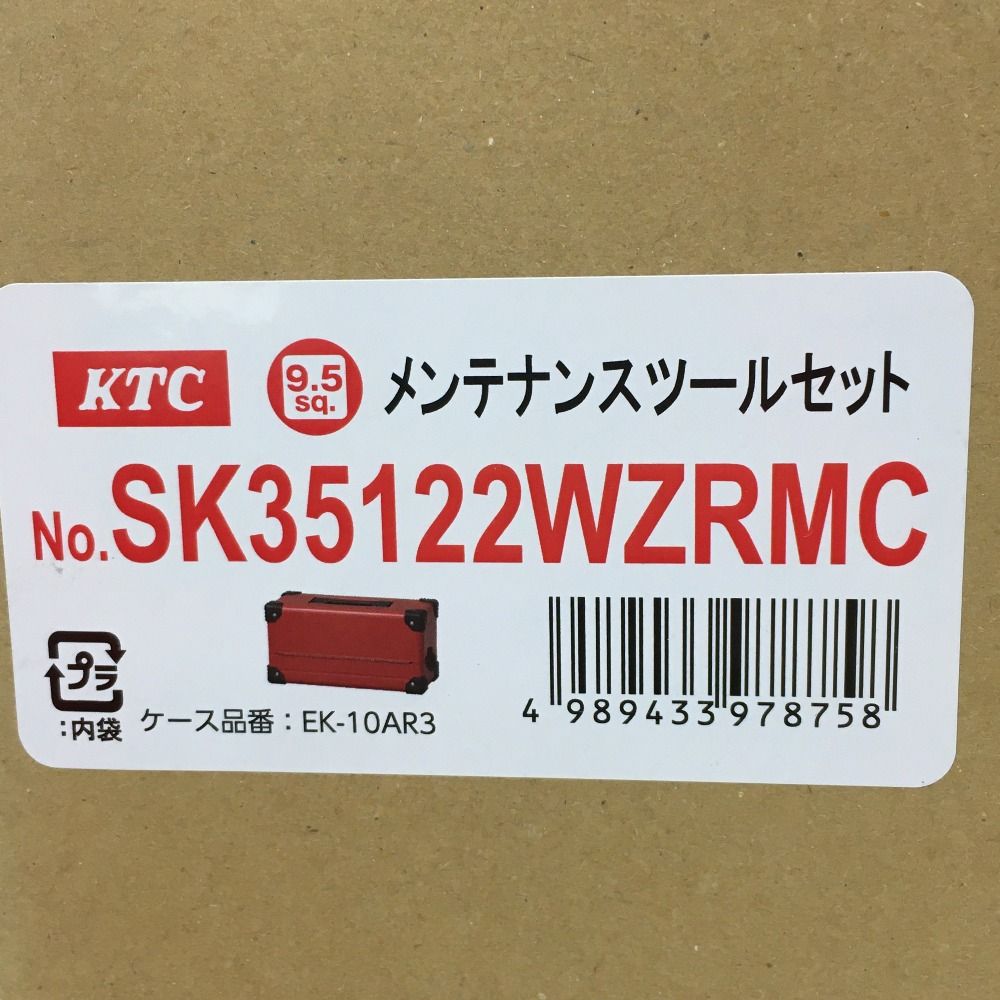 KTC 9.5 sq. メンテナンスツールセット
No.SK35122WZRMC
プラ
:内袋 ケース品番:EK-10AR3
4 989433 978758